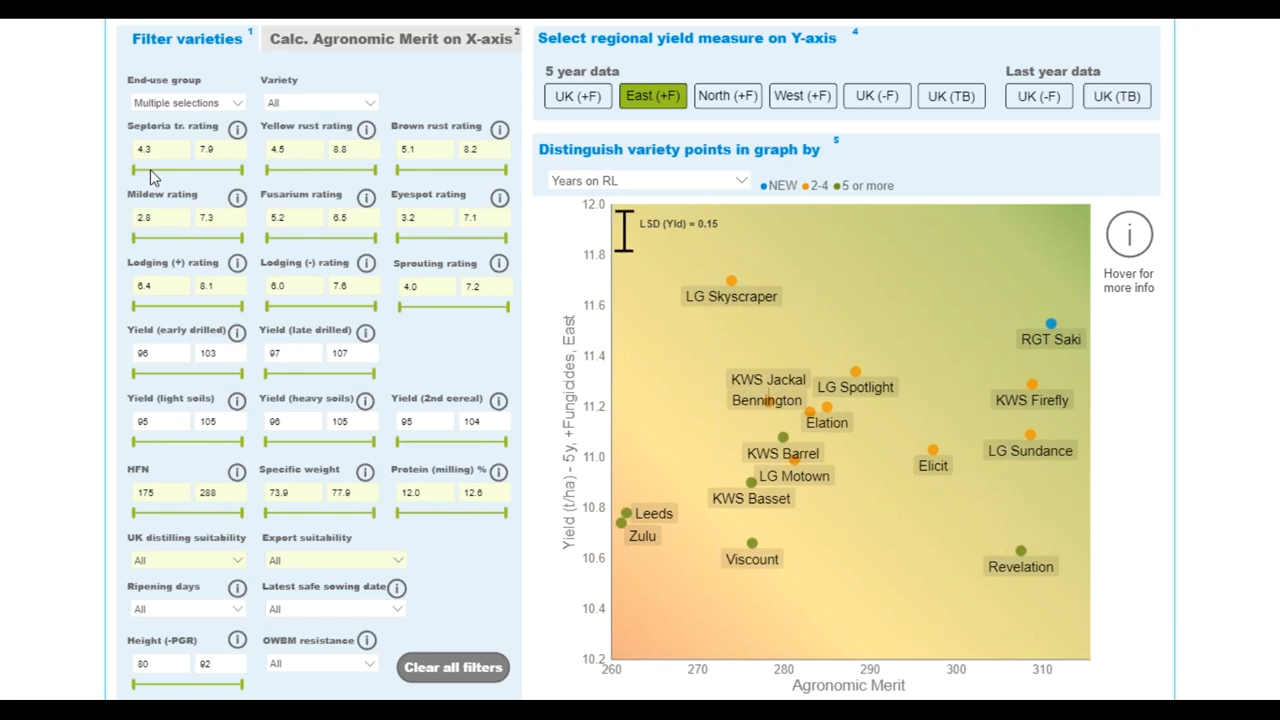 Filter varieties 1
Calc. Agronomic Merit on X-axis 2
End-use group
Variety
Multiple selections
All
Septoria tr. rating
Yellow rust rating
Brown rust rating
4.3 7.9
4.5 8.8
5.1 8.2
Mildew rating
Fusarium rating
Eyespot rating
2.8 7.3
5.2 6.5
3.2 7.1
Lodging (+) rating
Lodging (-) rating
Sprouting rating
6.4 8.1
6.0 7.6
4.0 7.2
Yield (early drilled)
Yield (late drilled)
96 103
97 107
Yield (light soils)
Yield (heavy soils)
Yield (2nd cereal)
95 105
96 105
95 104
HFN
Specific weight
Protein (milling) %
175 288
73.9 77.9
12.0 12.6
UK distilling suitability
Export suitability
All
All
Ripening days
Latest safe sowing date
All
All
Height (-PGR)
OWBM resistance
80 92
All
Clear all filters
Select regional yield measure on Y-axis 4
5 year data
Last year data
UK (+F)
East (+F)
North (+F)
West (+F)
UK (-F)
UK (TB)
UK (-F)
UK (TB)
Distinguish variety points in graph by 5
Years on RL
NEW 2-4 5 or more
12.0
11.8
11.6
11.4
11.2
11.0
10.8
10.6
10.4
10.2
Yield (t/ha) - 5y, +Fungicides, East
LSD (Yld) = 0.15
LG Skyscraper
RGT Saki
KWS Jackal
LG Spotlight
Bennington
KWS Firefly
Elation
KWS Barrel
LG Sundance
Elicit
LG Motown
KWS Basset
Leeds
Zulu
Viscount
Revelation
260 270 280 290 300 310
Agronomic Merit
Hover for
more info